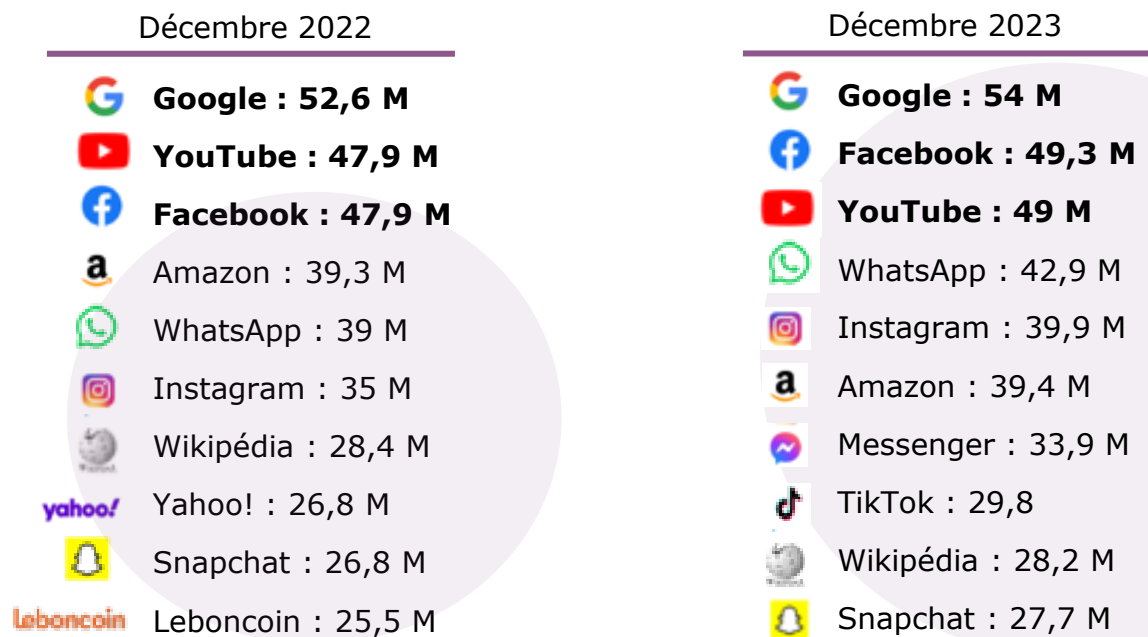 Décembre 2022
Google : 52,6 M
YouTube : 47,9 M
Facebook : 47,9 M
a Amazon : 39,3 M
WhatsApp : 39 M
Instagram : 35 M
Wikipédia : 28,4 M
yahoo! Yahoo! : 26,8 M
Snapchat : 26,8 M
leboncoin Leboncoin : 25,5 M
Décembre 2023
Google : 54 M
Facebook : 49,3 M
YouTube : 49 M
WhatsApp : 42,9 M
Instagram : 39,9 M
a Amazon : 39,4 M
Messenger : 33,9 M
TikTok : 29,8
Wikipédia : 28,2 M
Snapchat : 27,7 M